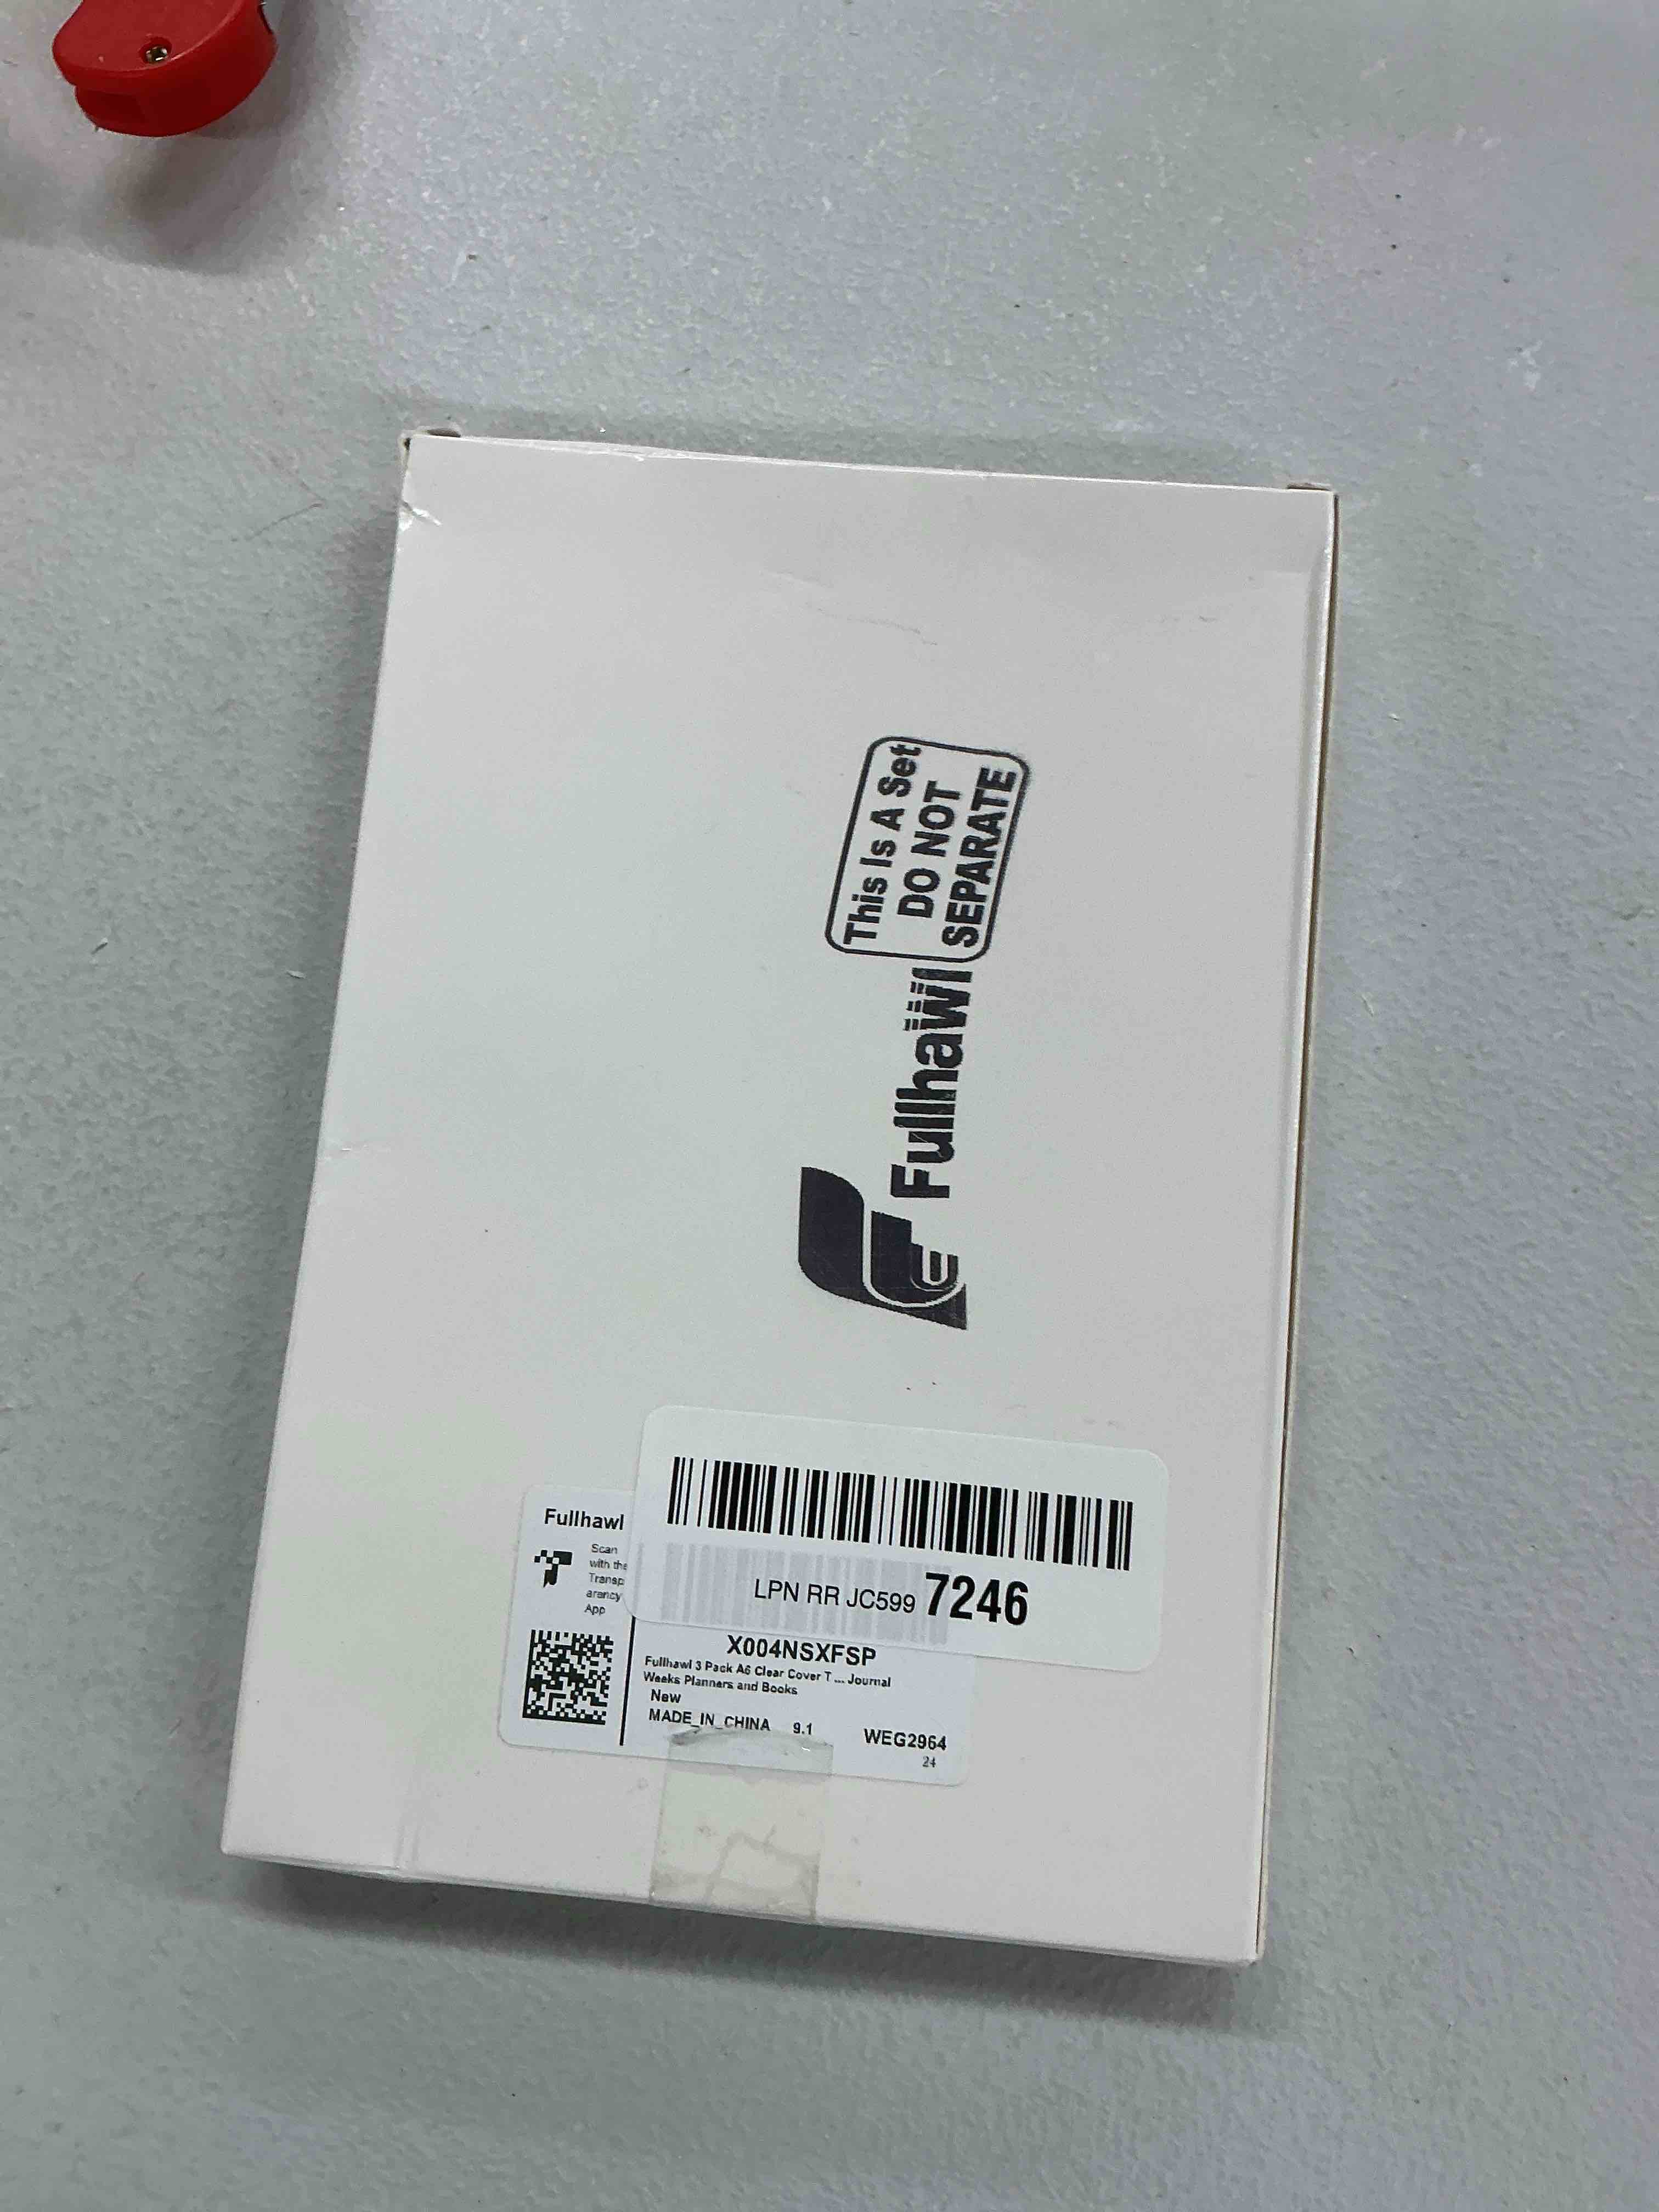 This Is A Set
DO NOT
SEPARATE
Fullhawl
Fullhawl
Scan
with the
Transp
arency
App
LPN RR JC599 7246
X004NSXFSP
Fullhawl 3 Pack A6 Clear Cover T ... Journal
Weeks Planners and Books
New
MADE_IN_CHINA 9.1 WEG2964
24